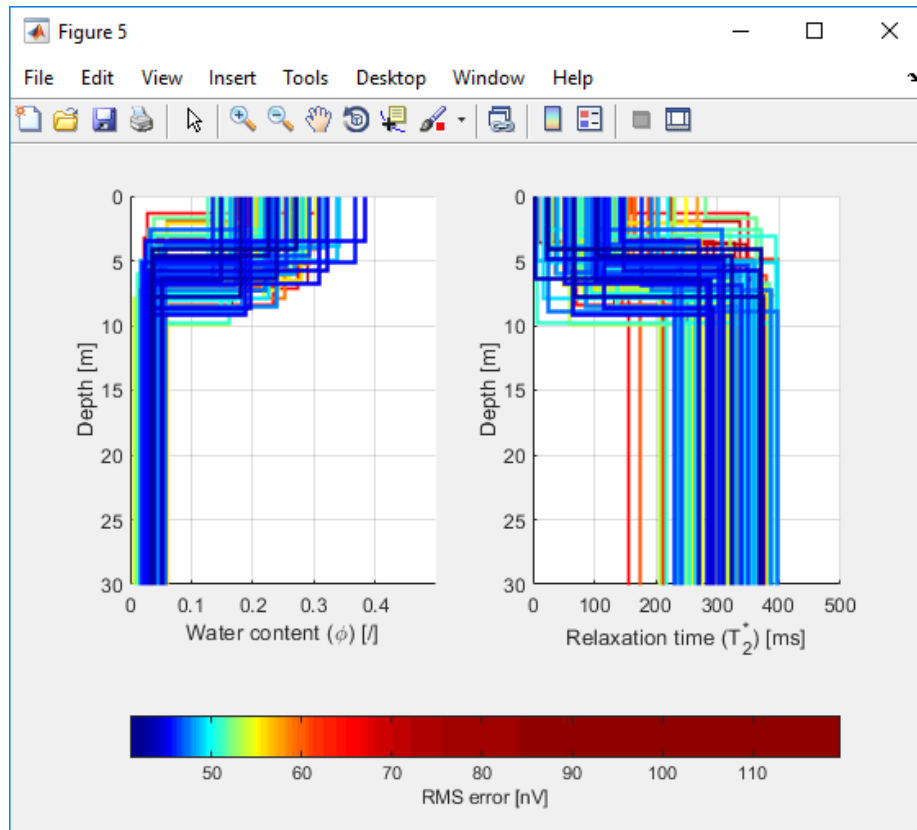 Figure 5
File Edit View Insert Tools Desktop Window Help
0
5
10
15
20
25
30
Depth [m]
0 0.1 0.2 0.3 0.4
Water content (ϕ) [/]
0
5
10
15
20
25
30
Depth [m]
0 100 200 300 400 500
Relaxation time (T₂*) [ms]
50 60 70 80 90 100 110
RMS error [nV]